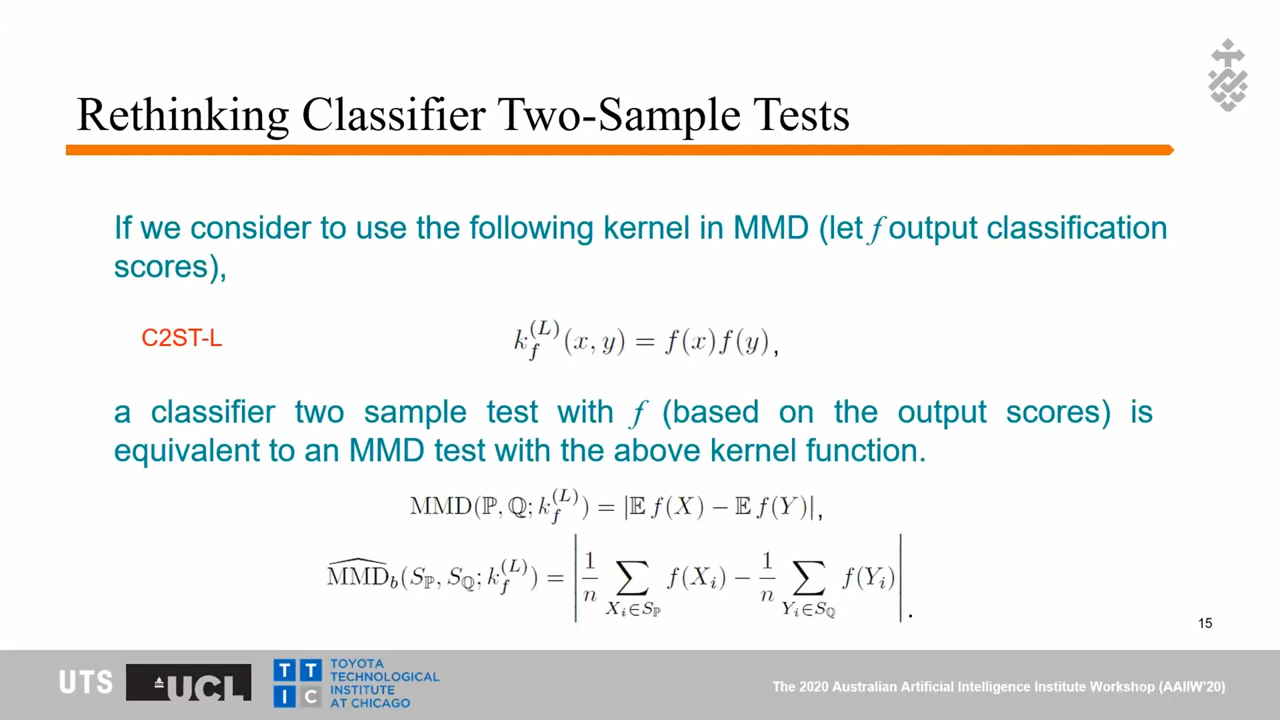 Rethinking Classifier Two-Sample Tests
If we consider to use the following kernel in MMD (let f output classification
scores),
C2ST-L
k_f^{(L)}(x, y) = f(x)f(y),
a classifier two sample test with f (based on the output scores) is
equivalent to an MMD test with the above kernel function.
MMD(ℙ, ℚ; k_f^{(L)}) = |𝔼 f(X) − 𝔼 f(Y)|,
\widehat{MMD}_b(S_ℙ, S_ℚ; k_f^{(L)}) = | \frac{1}{n} ∑_{X_i∈S_ℙ} f(X_i) − \frac{1}{n} ∑_{Y_i∈S_ℚ} f(Y_i) | .
15
UTS
UCL
TTIC
TOYOTA
TECHNOLOGICAL
INSTITUTE
AT CHICAGO
The 2020 Australian Artificial Intelligence Institute Workshop (AAIIW'20)